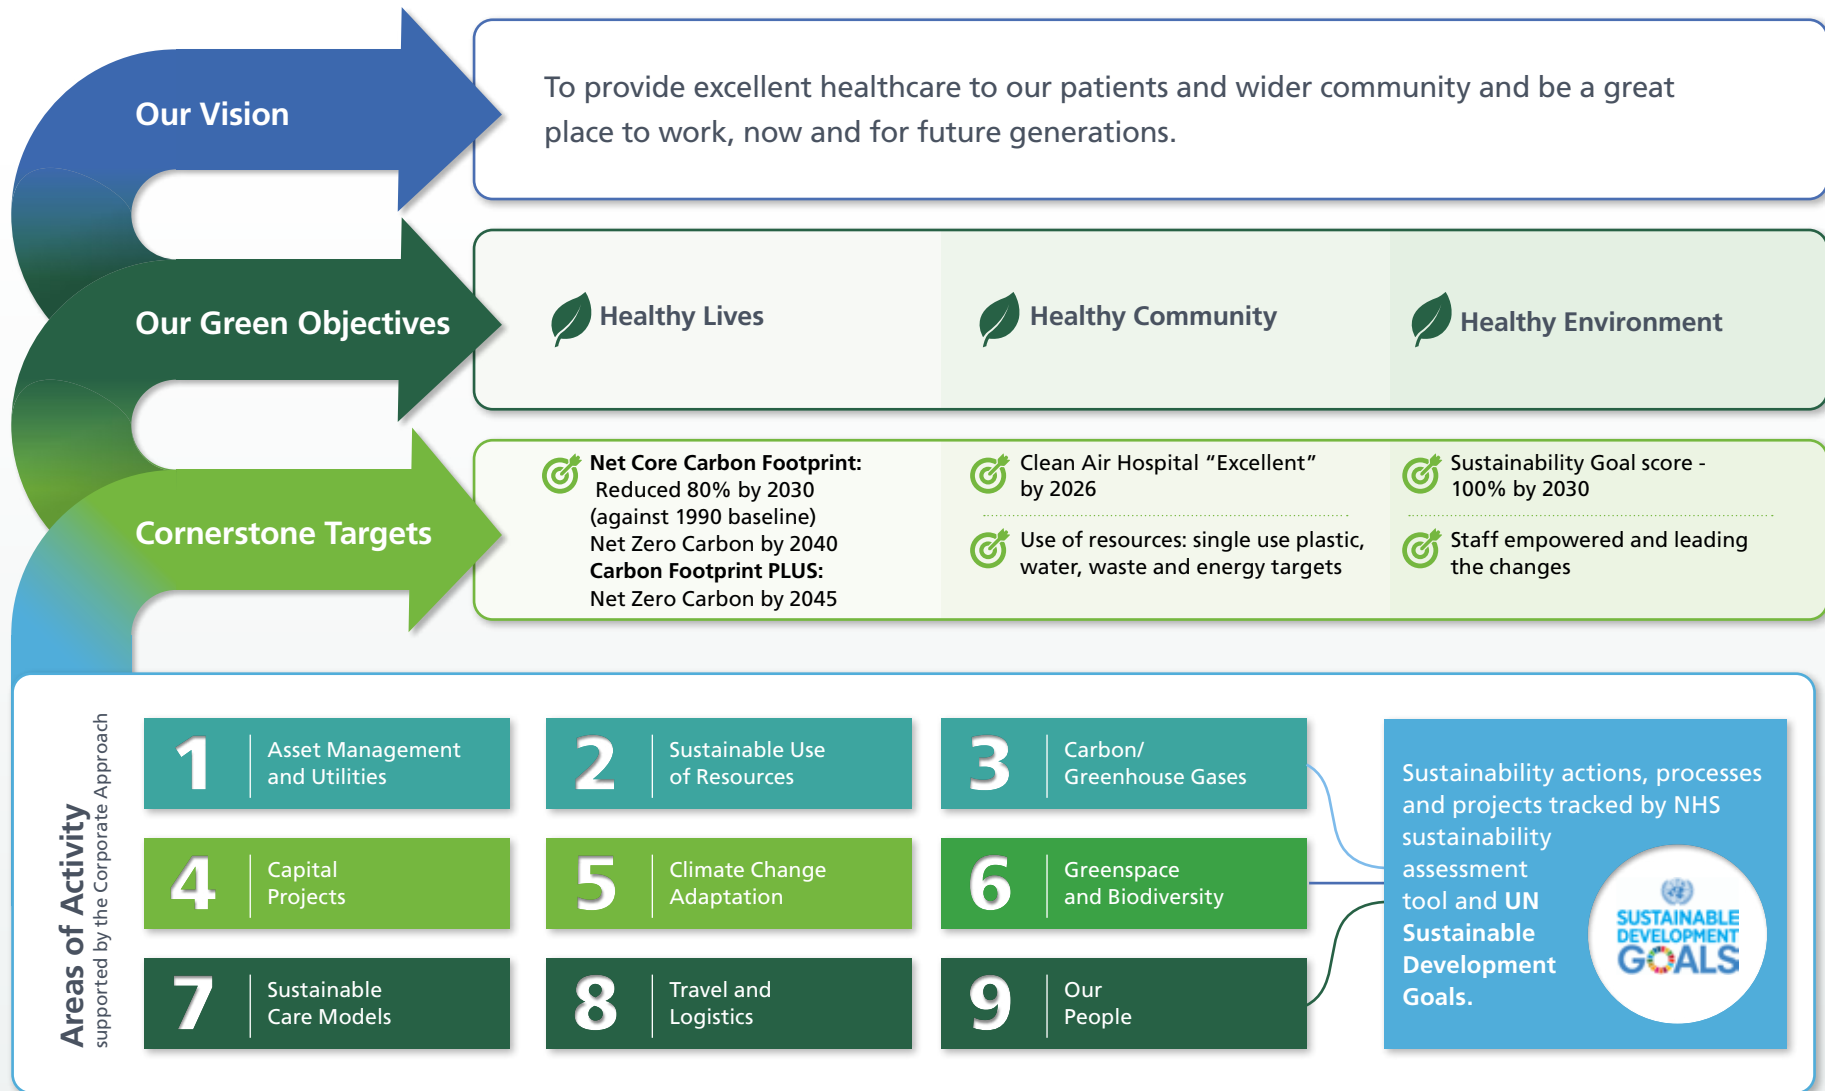 Our Vision
To provide excellent healthcare to our patients and wider community and be a great
place to work, now and for future generations.
Our Green Objectives
Healthy Lives
Healthy Community
Healthy Environment
Cornerstone Targets
Net Core Carbon Footprint:
Reduced 80% by 2030
(against 1990 baseline)
Net Zero Carbon by 2040
Carbon Footprint PLUS:
Net Zero Carbon by 2045
Clean Air Hospital “Excellent”
by 2026
Use of resources: single use plastic,
water, waste and energy targets
Sustainability Goal score -
100% by 2030
Staff empowered and leading
the changes
Areas of Activity
supported by the Corporate Approach
1
Asset Management
and Utilities
2
Sustainable Use
of Resources
3
Carbon/
Greenhouse Gases
4
Capital
Projects
5
Climate Change
Adaptation
6
Greenspace
and Biodiversity
7
Sustainable
Care Models
8
Travel and
Logistics
9
Our
People
Sustainability actions, processes
and projects tracked by NHS
sustainability
assessment
tool and UN
Sustainable
Development
Goals.
SUSTAINABLE
DEVELOPMENT
GOALS